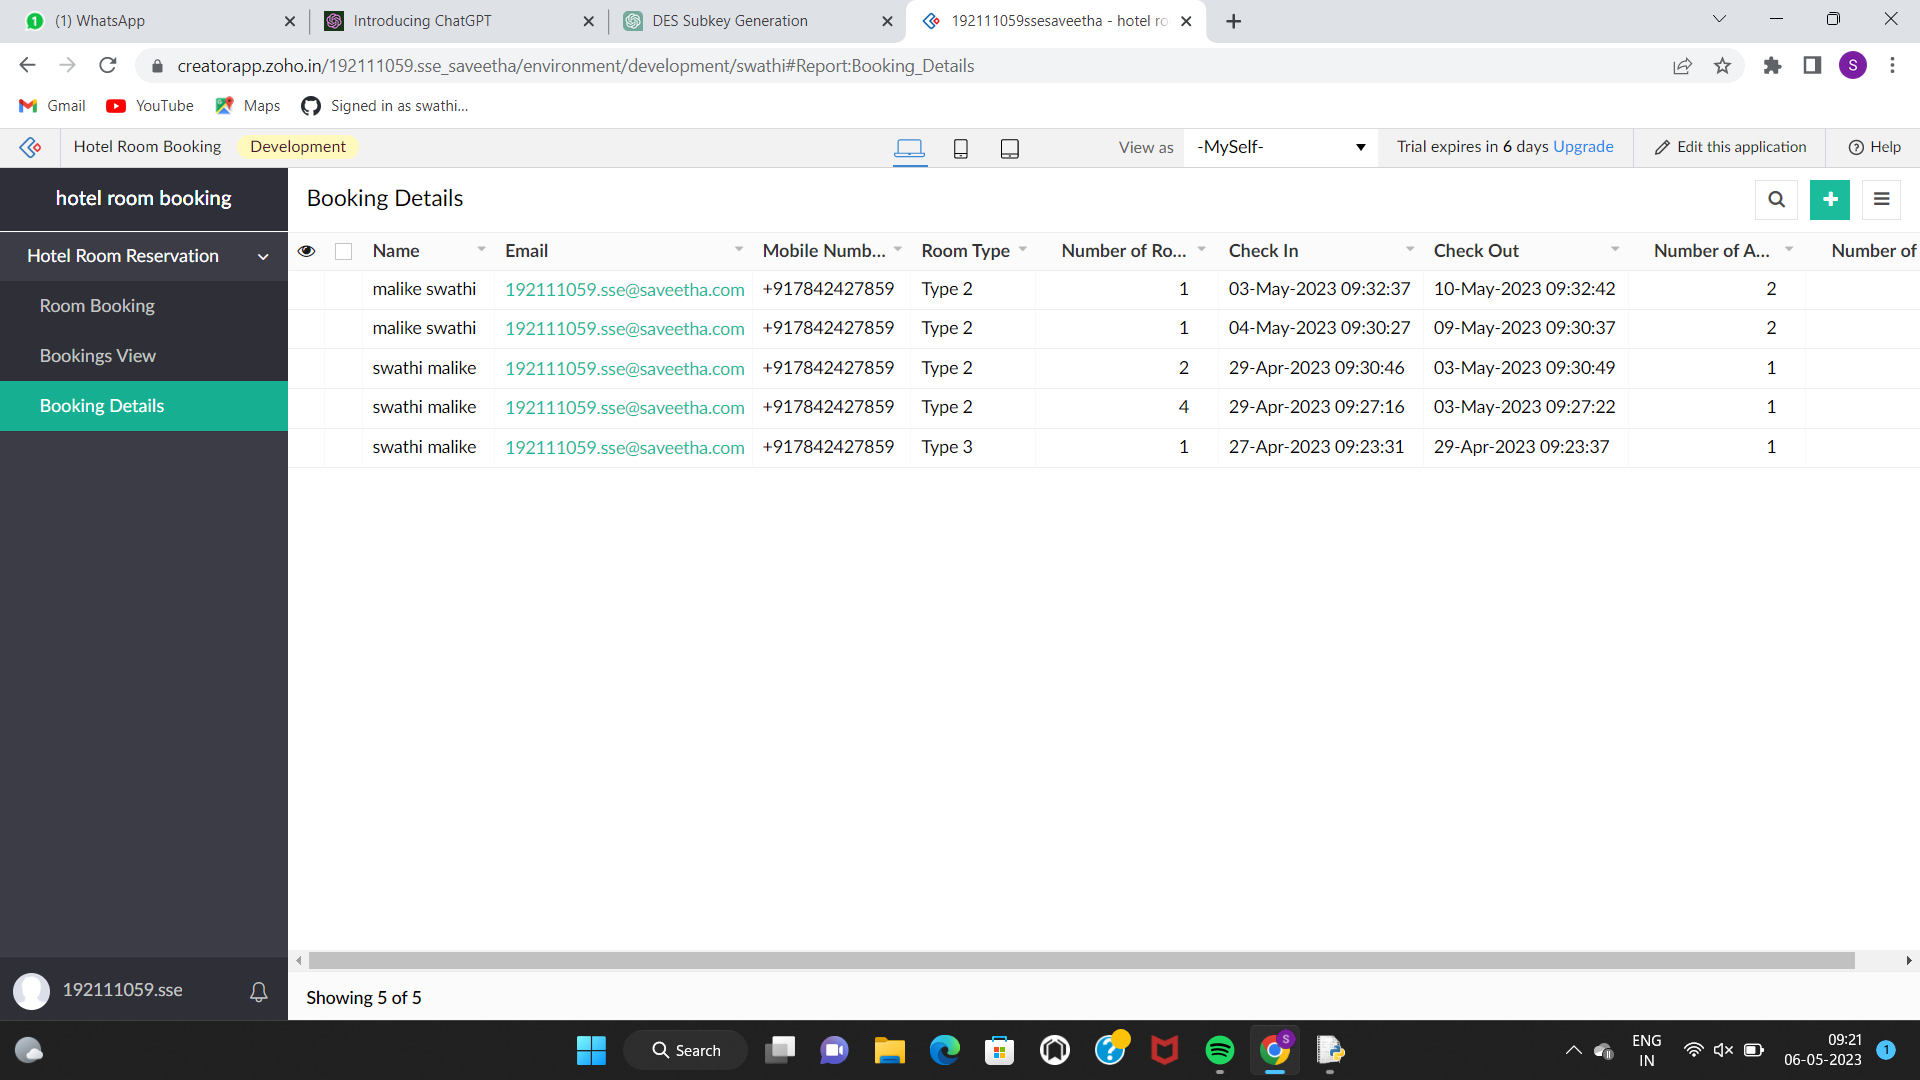 (1) WhatsApp
Introducing ChatGPT
DES Subkey Generation
192111059ssesaveetha - hotel ro
creatorapp.zoho.in/192111059.sse_saveetha/environment/development/swathi#Report:Booking_Details
S
Gmail
YouTube
Maps
Signed in as swathi...
Hotel Room Booking
Development
View as
-MySelf-
Trial expires in 6 days Upgrade
Edit this application
Help
hotel room booking
Hotel Room Reservation
Room Booking
Bookings View
Booking Details
192111059.sse
Booking Details
Name Email Mobile Numb... Room Type Number of Ro... Check In Check Out Number of A... Number of
malike swathi 192111059.sse@saveetha.com +917842427859 Type 2 1 03-May-2023 09:32:37 10-May-2023 09:32:42 2
malike swathi 192111059.sse@saveetha.com +917842427859 Type 2 1 04-May-2023 09:30:27 09-May-2023 09:30:37 2
swathi malike 192111059.sse@saveetha.com +917842427859 Type 2 2 29-Apr-2023 09:30:46 03-May-2023 09:30:49 1
swathi malike 192111059.sse@saveetha.com +917842427859 Type 2 4 29-Apr-2023 09:27:16 03-May-2023 09:27:22 1
swathi malike 192111059.sse@saveetha.com +917842427859 Type 3 1 27-Apr-2023 09:23:31 29-Apr-2023 09:23:37 1
Showing 5 of 5
Search
S
ENG
IN
09:21
06-05-2023
1